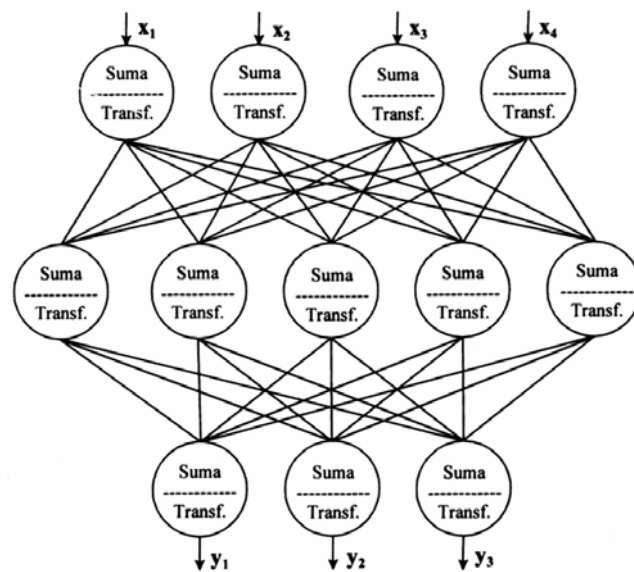 x₁ x₂ x₃ x₄
Suma Suma Suma Suma
Transf. Transf. Transf. Transf.
Suma Suma Suma Suma Suma
Transf. Transf. Transf. Transf. Transf.
Suma Suma Suma
Transf. Transf. Transf.
y₁ y₂ y₃